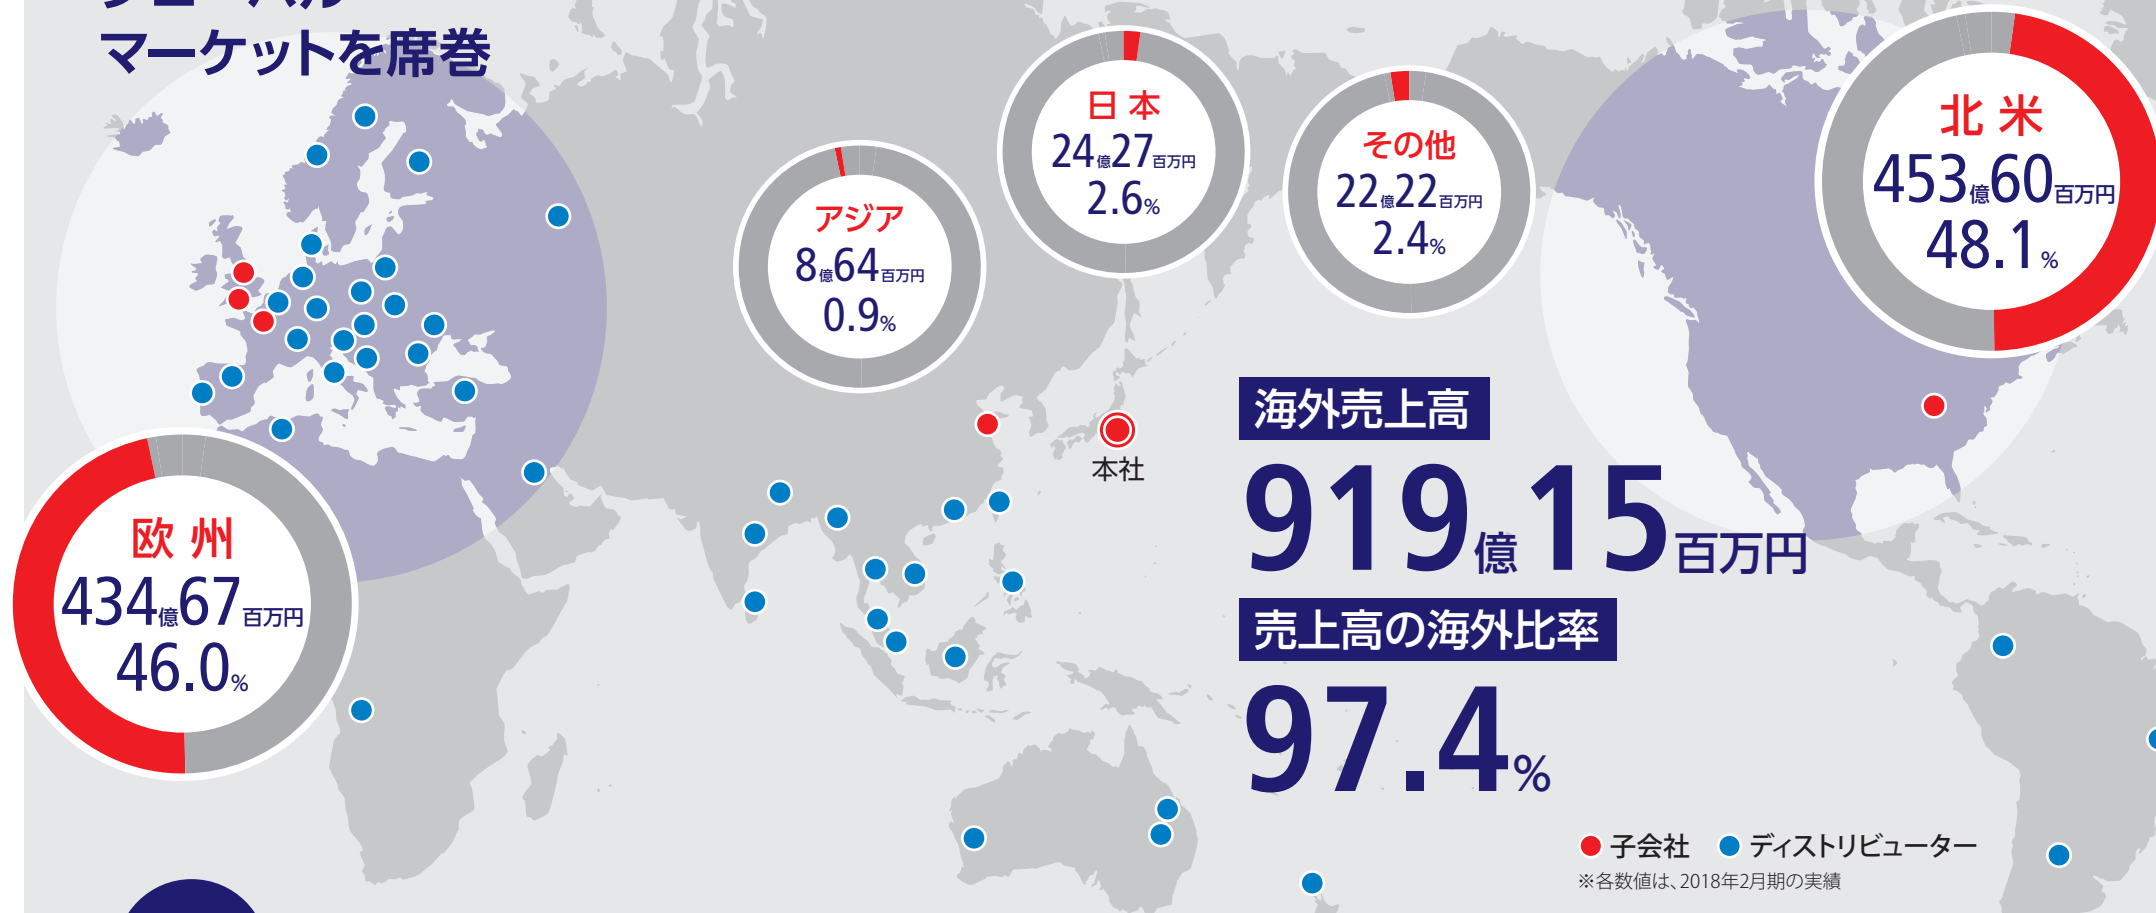 マーケットを席巻
日本
24億27百万円
2.6%
その他
22億22百万円
2.4%
北米
453億60百万円
48.1%
アジア
8億64百万円
0.9%
海外売上高
919億15百万円
売上高の海外比率
97.4%
本社
欧州
434億67百万円
46.0%
子会社 ディストリビューター
※各数値は、2018年2月期の実績